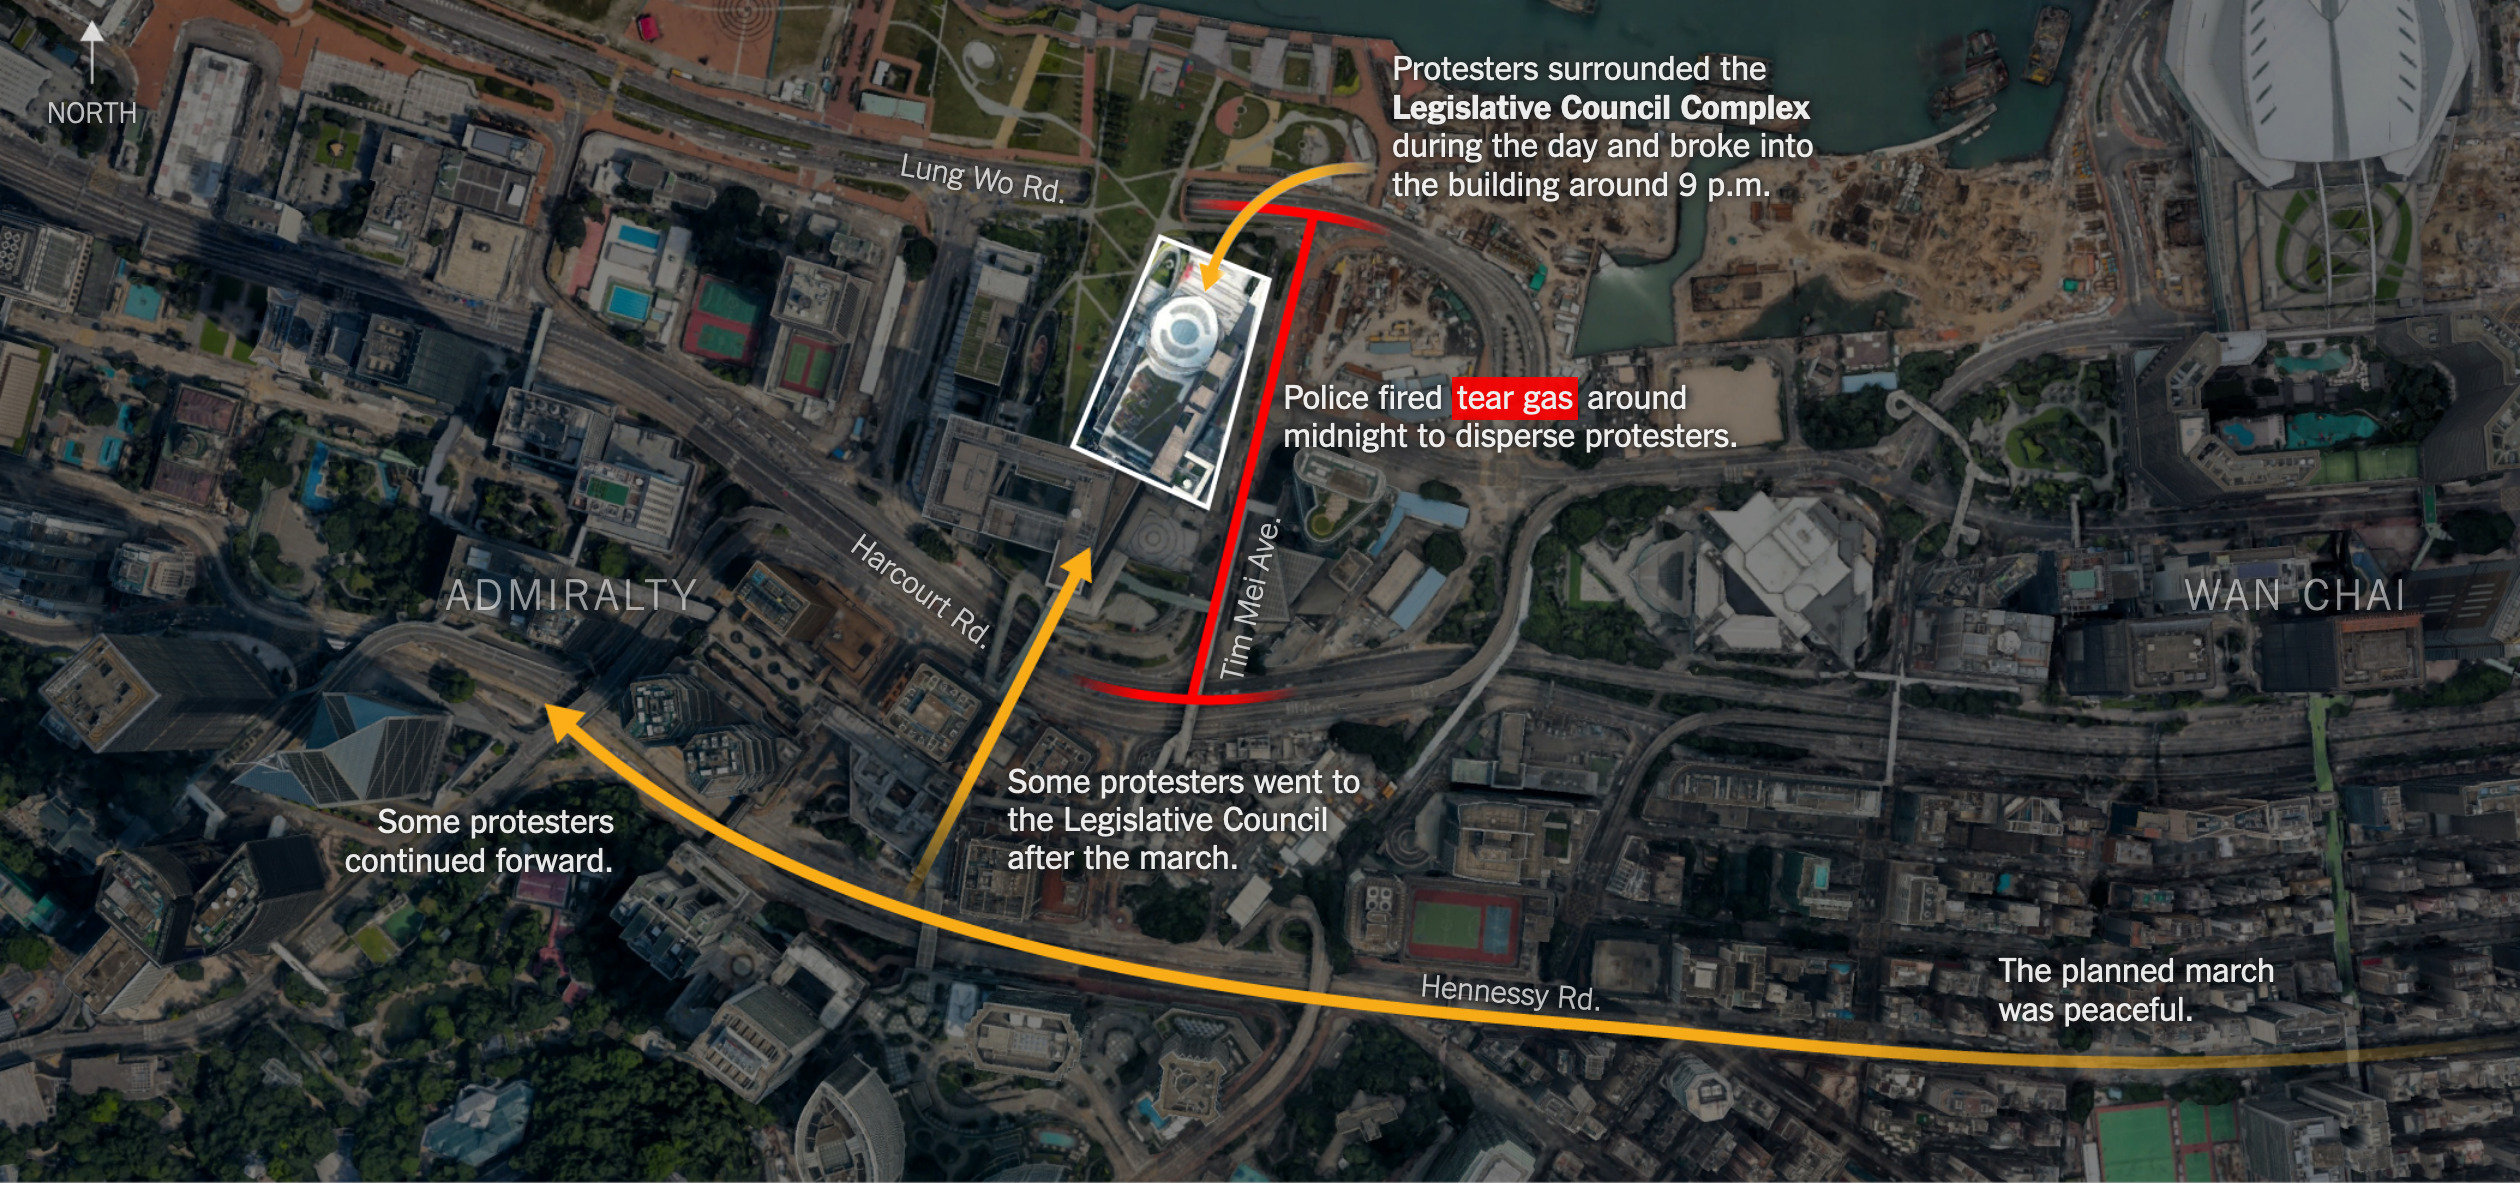 NORTH
Protesters surrounded the
Legislative Council Complex
during the day and broke into
the building around 9 p.m.
Lung Wo Rd.
Police fired tear gas around
midnight to disperse protesters.
Harcourt Rd.
Tim Mei Ave.
ADMIRALTY
WAN CHAI
Some protesters went to
the Legislative Council
after the march.
Some protesters
continued forward.
Hennessy Rd.
The planned march
was peaceful.